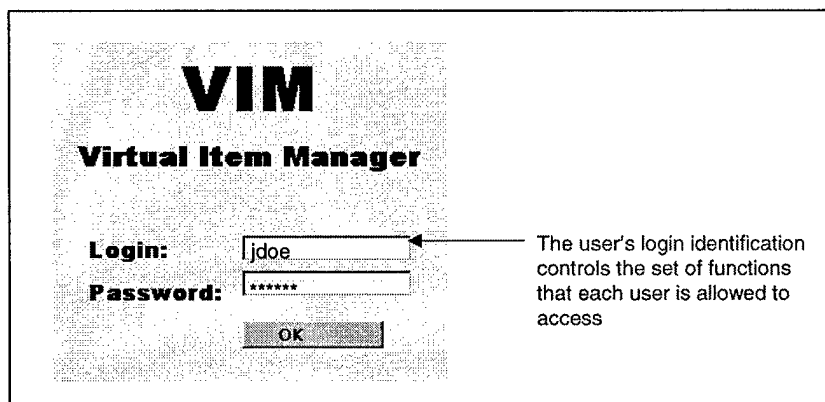 VIM
Virtual Item Manager
Login: jdoe
Password: ******
OK
The user's login identification
controls the set of functions
that each user is allowed to
access